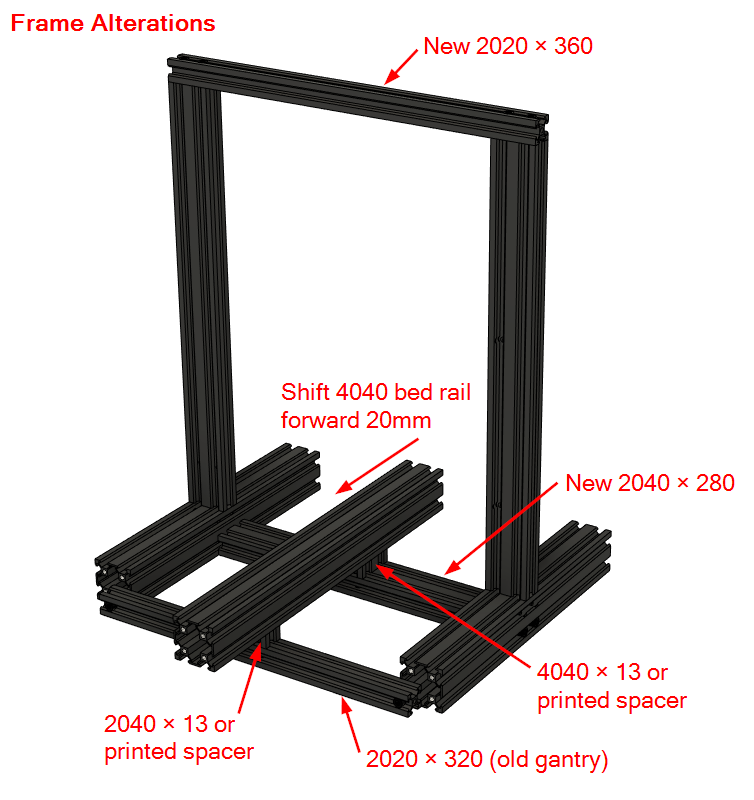 Frame Alterations
New 2020 × 360
Shift 4040 bed rail
forward 20mm
New 2040 × 280
4040 × 13 or
printed spacer
2040 × 13 or
printed spacer
2020 × 320 (old gantry)